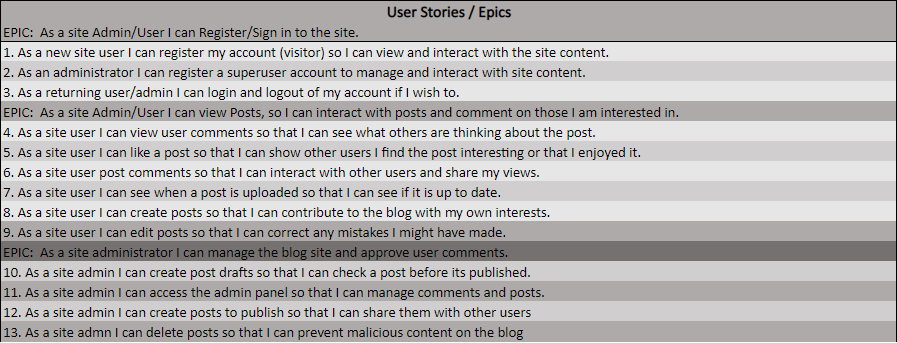 User Stories / Epics
EPIC:  As a site Admin/User I can Register/Sign in to the site.
1. As a new site user I can register my account (visitor) so I can view and interact with the site content.
2. As an administrator I can register a superuser account to manage and interact with site content.
3. As a returning user/admin I can login and logout of my account if I wish to.
EPIC:  As a site Admin/User I can view Posts, so I can interact with posts and comment on those I am interested in.
4. As a site user I can view user comments so that I can see what others are thinking about the post.
5. As a site user I can like a post so that I can show other users I find the post interesting or that I enjoyed it.
6. As a site user post comments so that I can interact with other users and share my views.
7. As a site user I can see when a post is uploaded so that I can see if it is up to date.
8. As a site user I can create posts so that I can contribute to the blog with my own interests.
9. As a site user I can edit posts so that I can correct any mistakes I might have made.
EPIC:  As a site administrator I can manage the blog site and approve user comments.
10. As a site admin I can create post drafts so that I can check a post before its published.
11. As a site admin I can access the admin panel so that I can manage comments and posts.
12. As a site admin I can create posts to publish so that I can share them with other users
13. As a site admn I can delete posts so that I can prevent malicious content on the blog